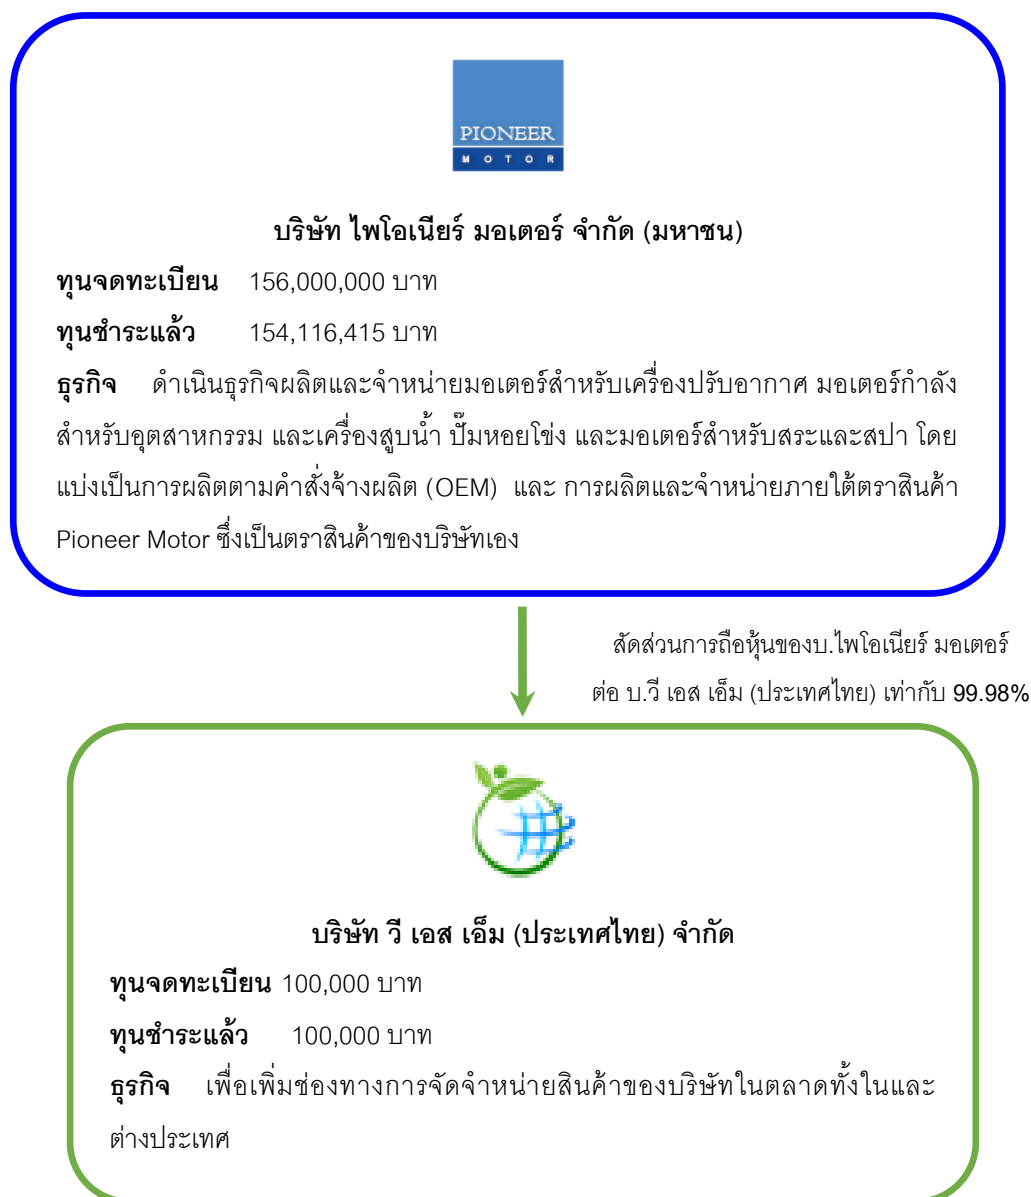 PIONEER
MOTOR
บริษัท ไพโอเนียร์ มอเตอร์ จำกัด (มหาชน)
ทุนจดทะเบียน 156,000,000 บาท
ทุนชำระแล้ว 154,116,415 บาท
ธุรกิจ ดำเนินธุรกิจผลิตและจำหน่ายมอเตอร์สำหรับเครื่องปรับอากาศ มอเตอร์กำลัง
สำหรับอุตสาหกรรม และเครื่องสูบน้ำ ปั๊มหอยโข่ง และมอเตอร์สำหรับสระและสปา โดย
แบ่งเป็นการผลิตตามคำสั่งจ้างผลิต (OEM) และ การผลิตและจำหน่ายภายใต้ตราสินค้า
Pioneer Motor ซึ่งเป็นตราสินค้าของบริษัทเอง
สัดส่วนการถือหุ้นของบ.ไพโอเนียร์ มอเตอร์
ต่อ บ.วี เอส เอ็ม (ประเทศไทย) เท่ากับ 99.98%
บริษัท วี เอส เอ็ม (ประเทศไทย) จำกัด
ทุนจดทะเบียน 100,000 บาท
ทุนชำระแล้ว 100,000 บาท
ธุรกิจ เพื่อเพิ่มช่องทางการจัดจำหน่ายสินค้าของบริษัทในตลาดทั้งในและ
ต่างประเทศ